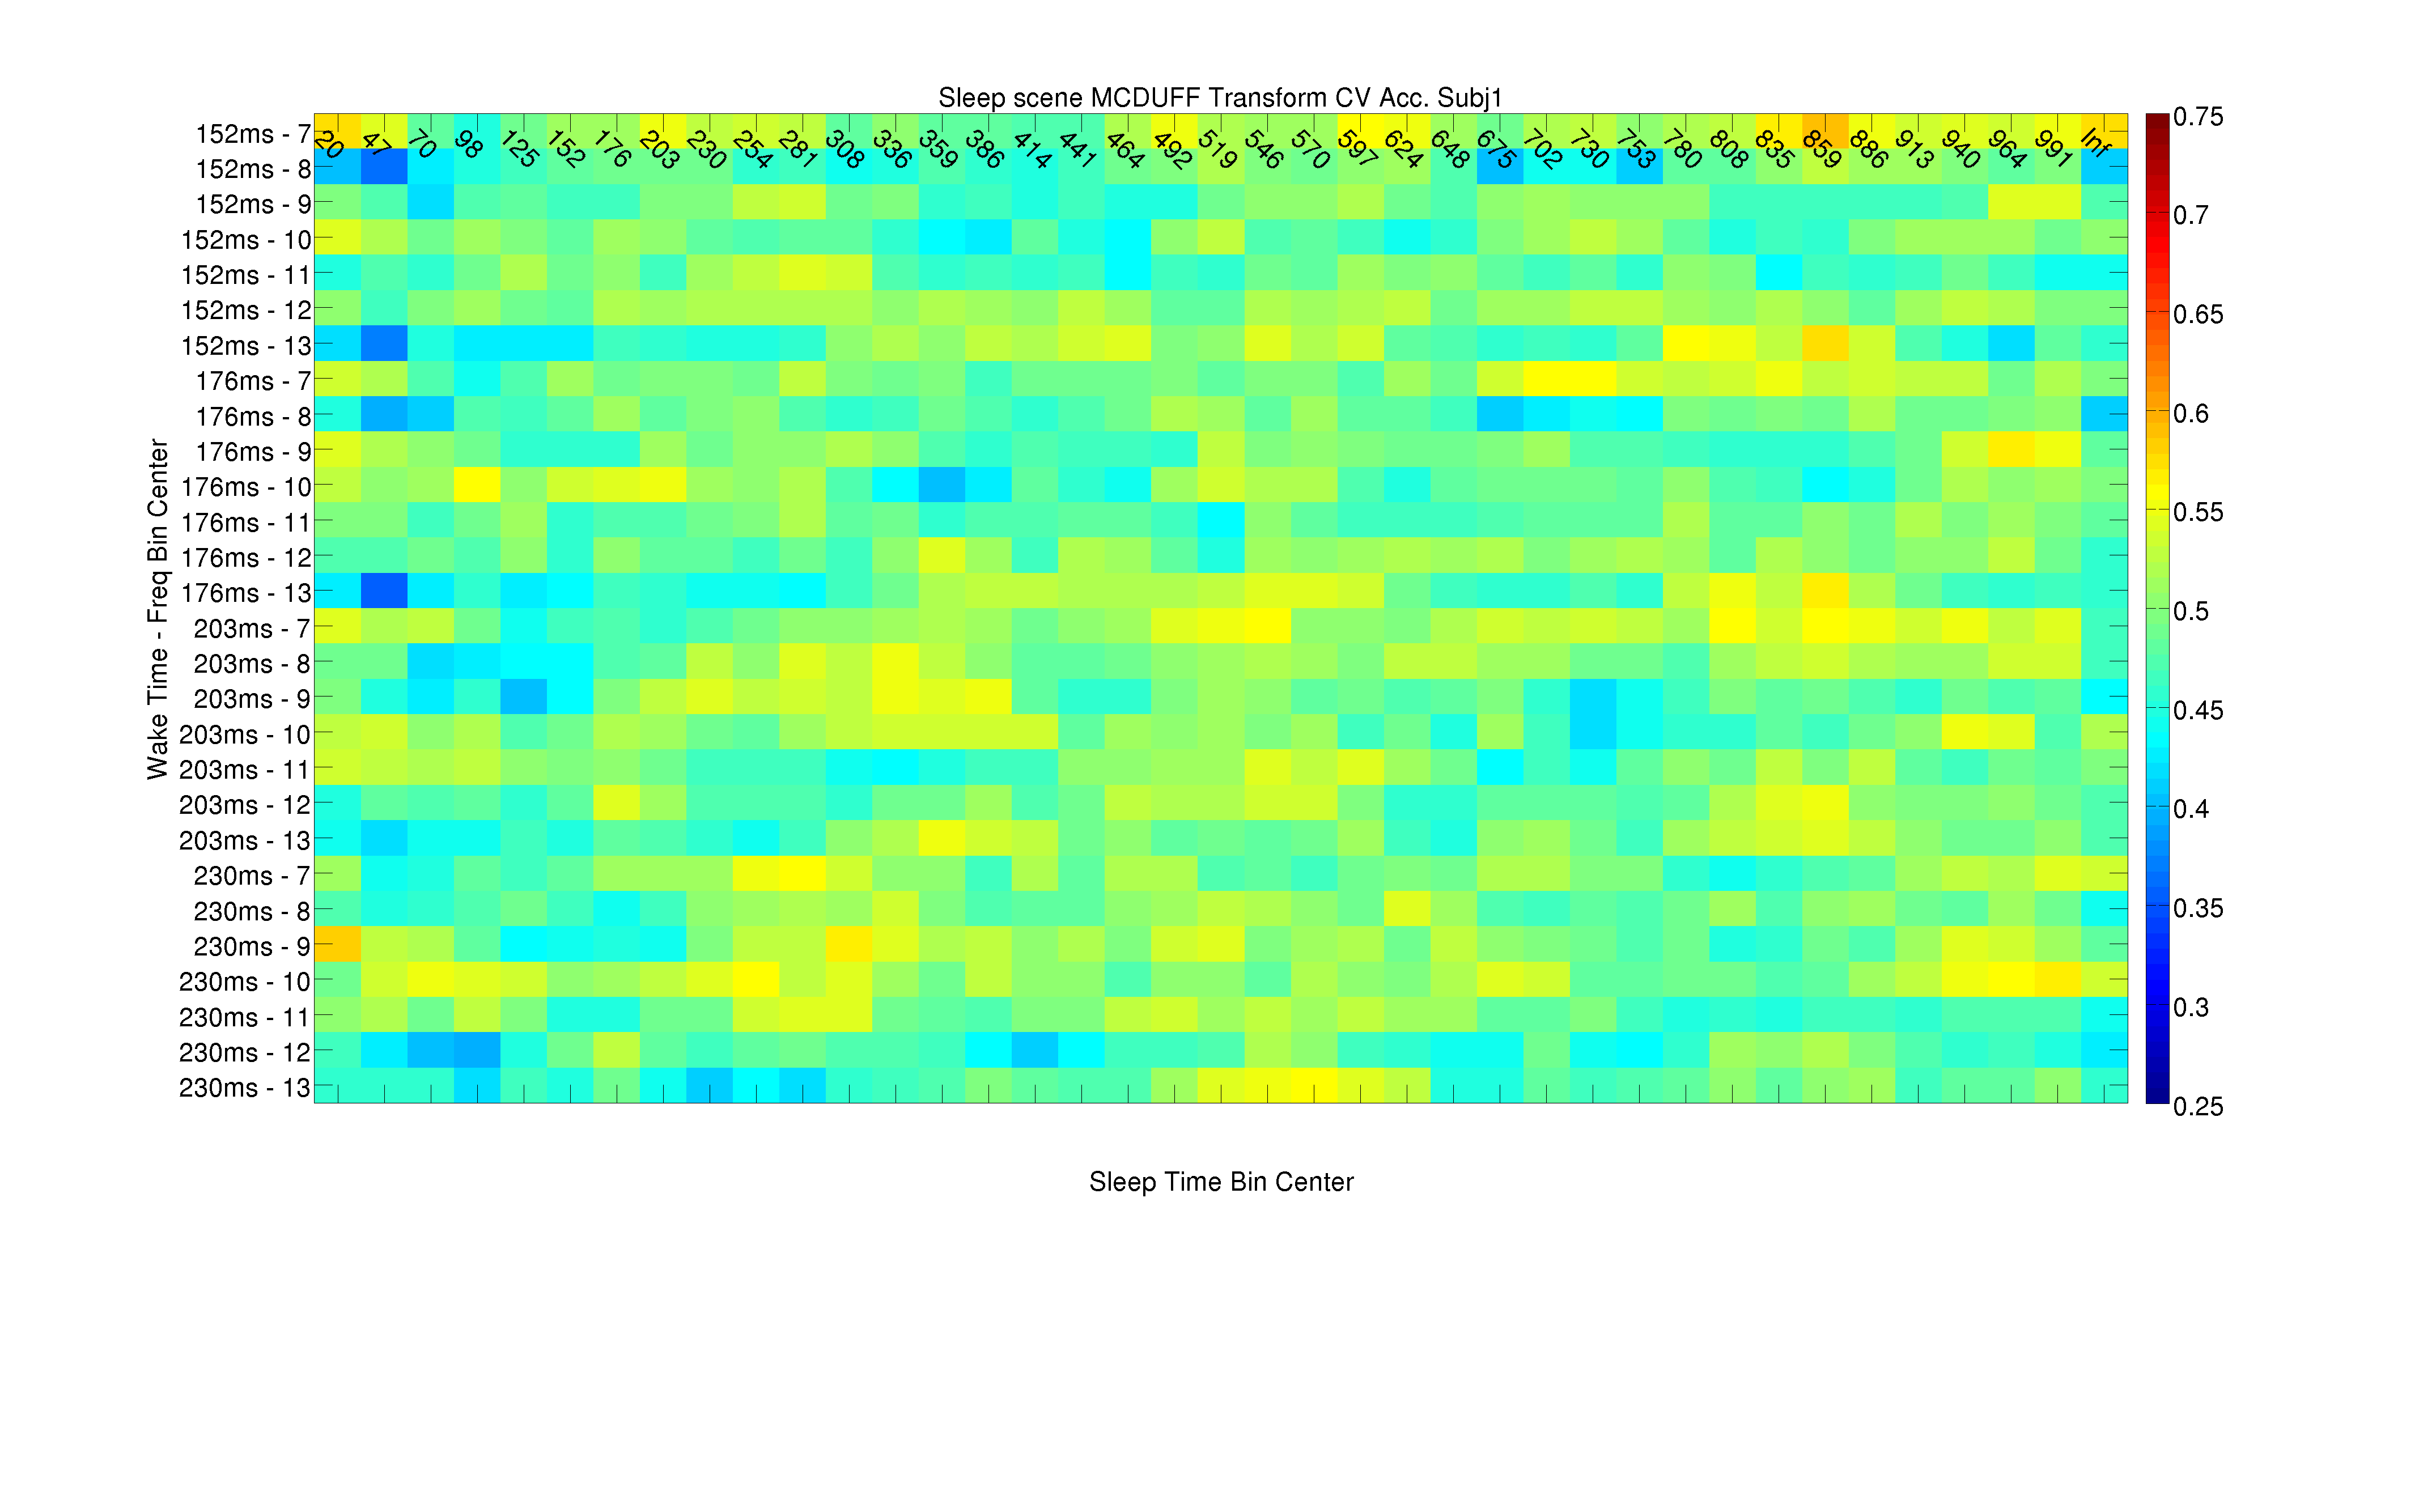 Sleep scene MCDUFF Transform CV Acc. Subj1
20 47 70 98 125 152 176 203 230 254 281 308 336 359 386 414 441 464 492 519 546 570 597 624 648 675 702 730 753 780 808 835 859 886 913 940 964 991 Inf
152ms - 7
152ms - 8
152ms - 9
152ms - 10
152ms - 11
152ms - 12
152ms - 13
176ms - 7
176ms - 8
176ms - 9
176ms - 10
176ms - 11
176ms - 12
176ms - 13
203ms - 7
203ms - 8
203ms - 9
203ms - 10
203ms - 11
203ms - 12
203ms - 13
230ms - 7
230ms - 8
230ms - 9
230ms - 10
230ms - 11
230ms - 12
230ms - 13
Wake Time - Freq Bin Center
Sleep Time Bin Center
0.75
0.7
0.65
0.6
0.55
0.5
0.45
0.4
0.35
0.3
0.25